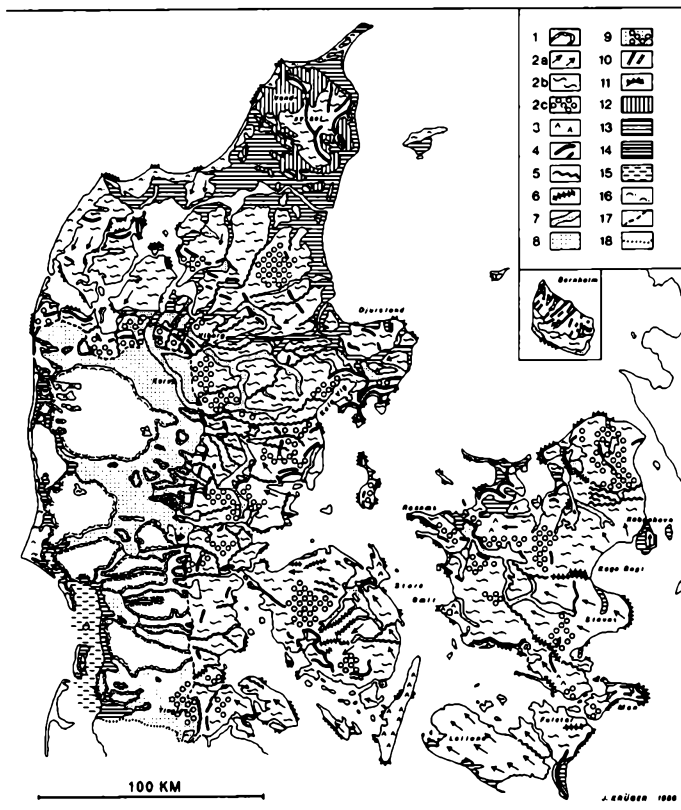 1 9
2a 10
2b 11
2c 12
3 13
4 14
5 15
6 16
7 17
8 18
Bornholm
Djursland
Røsnæs
København
Køge Bugt
Store
Bælt
Stevns
Møn
Falster
Lolland
100 KM
J. KRÜGER